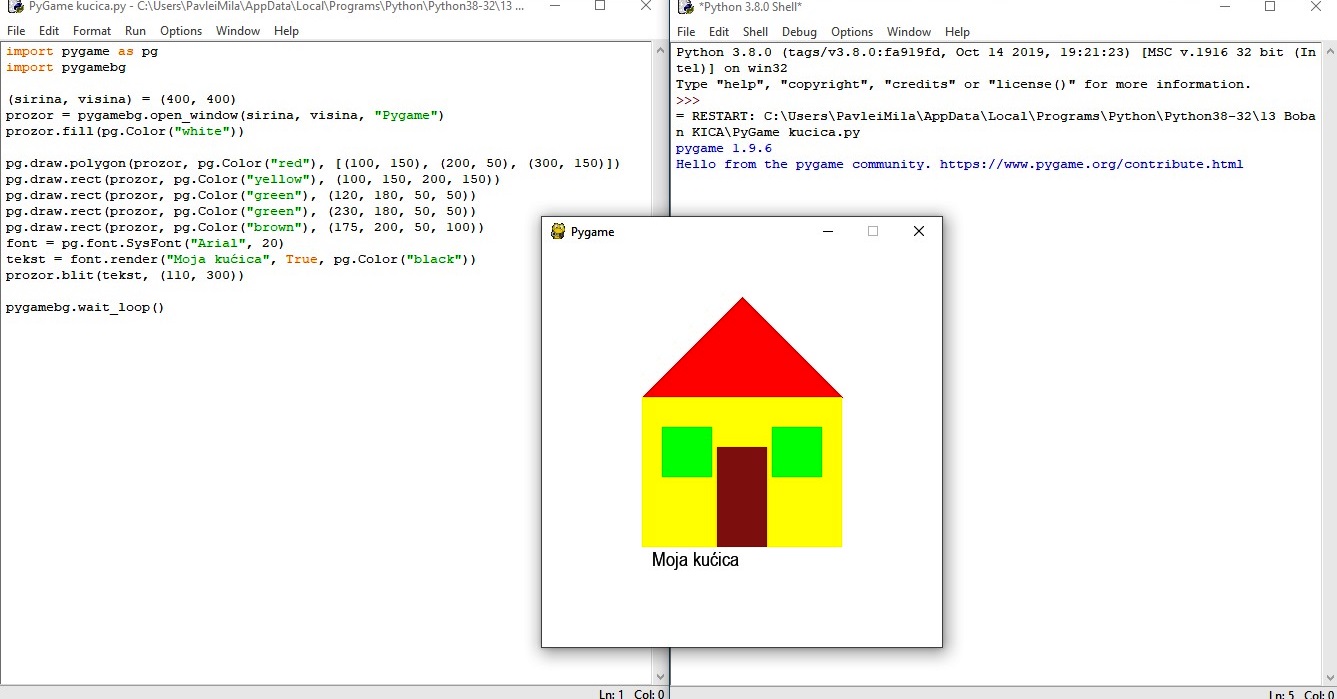 PyGame kucica.py - C:\Users\PavleiMila\AppData\Local\Programs\Python\Python38-32\13 ...
File Edit Format Run Options Window Help
import pygame as pg
import pygamebg
(sirina, visina) = (400, 400)
prozor = pygamebg.open_window(sirina, visina, "Pygame")
prozor.fill(pg.Color("white"))
pg.draw.polygon(prozor, pg.Color("red"), [(100, 150), (200, 50), (300, 150)])
pg.draw.rect(prozor, pg.Color("yellow"), (100, 150, 200, 150))
pg.draw.rect(prozor, pg.Color("green"), (120, 180, 50, 50))
pg.draw.rect(prozor, pg.Color("green"), (230, 180, 50, 50))
pg.draw.rect(prozor, pg.Color("brown"), (175, 200, 50, 100))
font = pg.font.SysFont("Arial", 20)
tekst = font.render("Moja kućica", True, pg.Color("black"))
prozor.blit(tekst, (110, 300))
pygamebg.wait_loop()
Ln: 1 Col: 0
*Python 3.8.0 Shell*
File Edit Shell Debug Options Window Help
Python 3.8.0 (tags/v3.8.0:fa919fd, Oct 14 2019, 19:21:23) [MSC v.1916 32 bit (In
tel)] on win32
Type "help", "copyright", "credits" or "license()" for more information.
>>>
= RESTART: C:\Users\PavleiMila\AppData\Local\Programs\Python\Python38-32\13 Boba
n KICA\PyGame kucica.py
pygame 1.9.6
Hello from the pygame community. https://www.pygame.org/contribute.html
Ln: 5 Col: 0
Pygame
Moja kućica